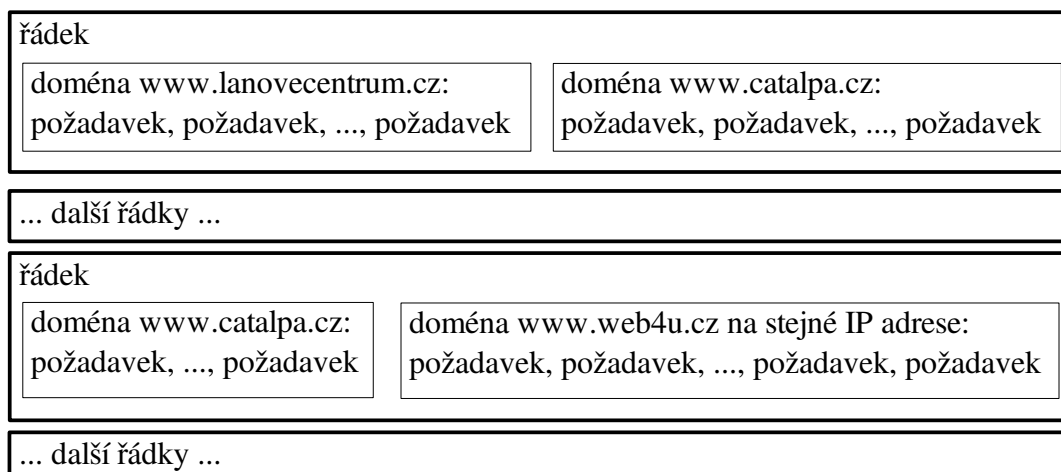 řádek
doména www.lanovecentrum.cz:
požadavek, požadavek, ..., požadavek
doména www.catalpa.cz:
požadavek, požadavek, ..., požadavek
... další řádky ...
řádek
doména www.catalpa.cz:
požadavek, ..., požadavek
doména www.web4u.cz na stejné IP adrese:
požadavek, požadavek, ..., požadavek, požadavek
... další řádky ...